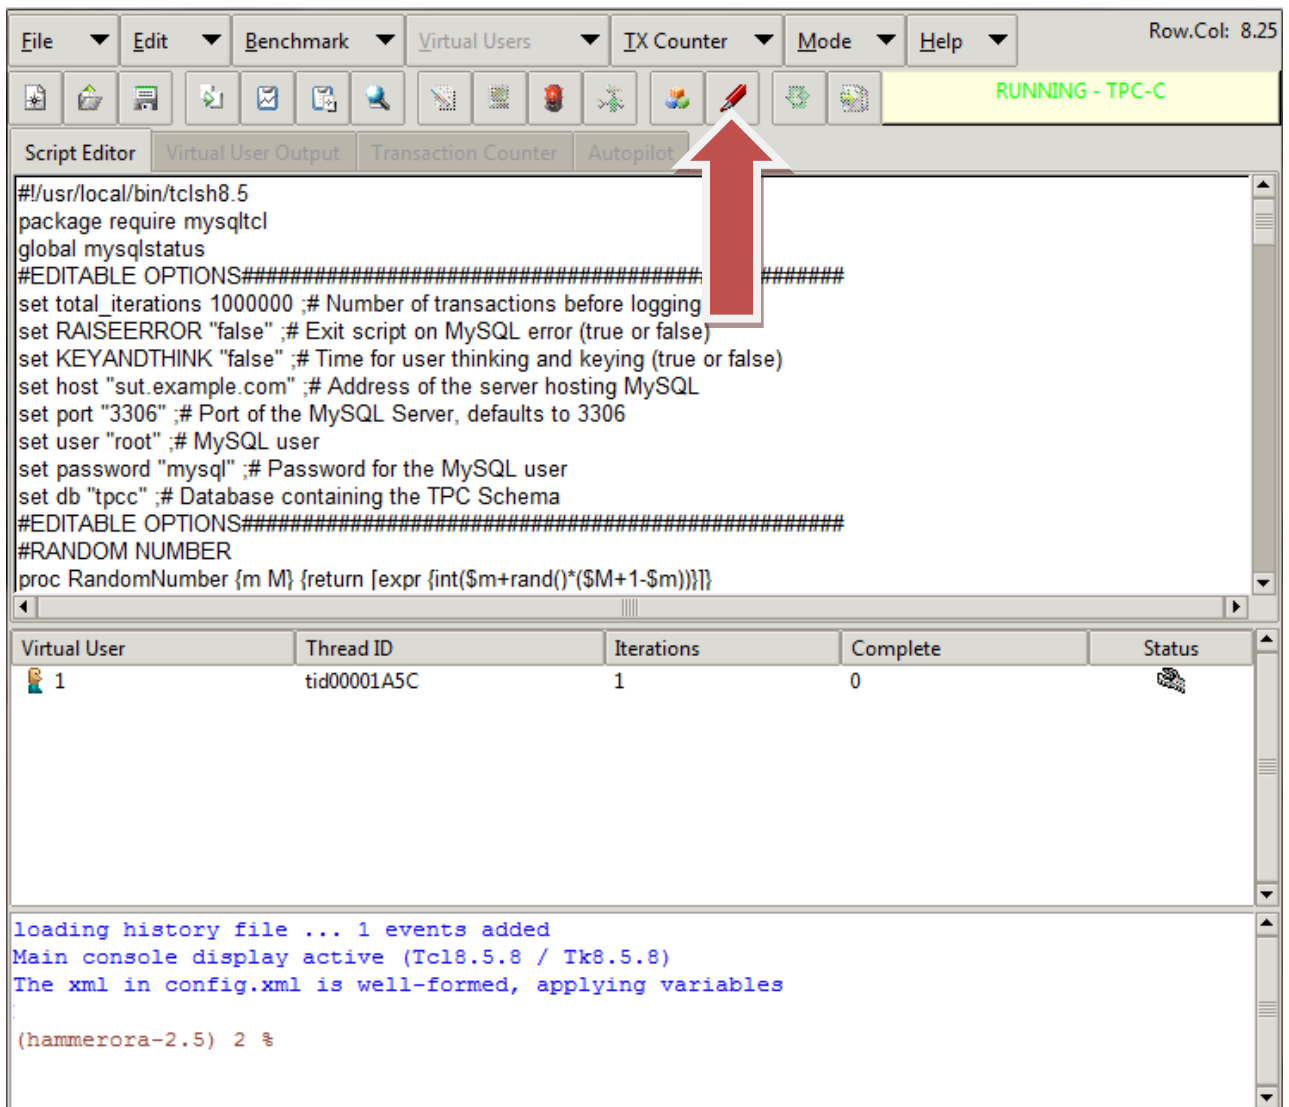 File Edit Benchmark Virtual Users TX Counter Mode Help Row.Col: 8.25
RUNNING - TPC-C
Script Editor Virtual User Output Transaction Counter Autopilot
#!/usr/local/bin/tclsh8.5
package require mysqltcl
global mysqlstatus
#EDITABLE OPTIONS##################################################
set total_iterations 1000000 ;# Number of transactions before logging
set RAISEERROR "false" ;# Exit script on MySQL error (true or false)
set KEYANDTHINK "false" ;# Time for user thinking and keying (true or false)
set host "sut.example.com" ;# Address of the server hosting MySQL
set port "3306" ;# Port of the MySQL Server, defaults to 3306
set user "root" ;# MySQL user
set password "mysql" ;# Password for the MySQL user
set db "tpcc" ;# Database containing the TPC Schema
#EDITABLE OPTIONS##################################################
#RANDOM NUMBER
proc RandomNumber {m M} {return [expr {int($m+rand()*($M+1-$m))}]}
Virtual User Thread ID Iterations Complete Status
1 tid00001A5C 1 0
loading history file ... 1 events added
Main console display active (Tcl8.5.8 / Tk8.5.8)
The xml in config.xml is well-formed, applying variables
(hammerora-2.5) 2 %